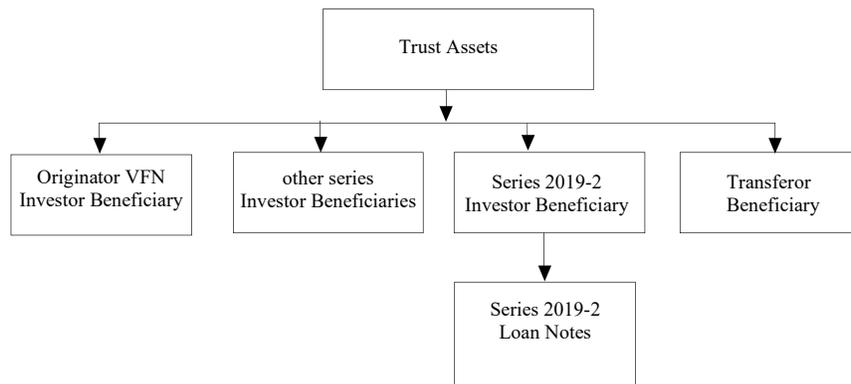 Trust Assets
Originator VFN
Investor Beneficiary
other series
Investor Beneficiaries
Series 2019-2
Investor Beneficiary
Transferor
Beneficiary
Series 2019-2
Loan Notes